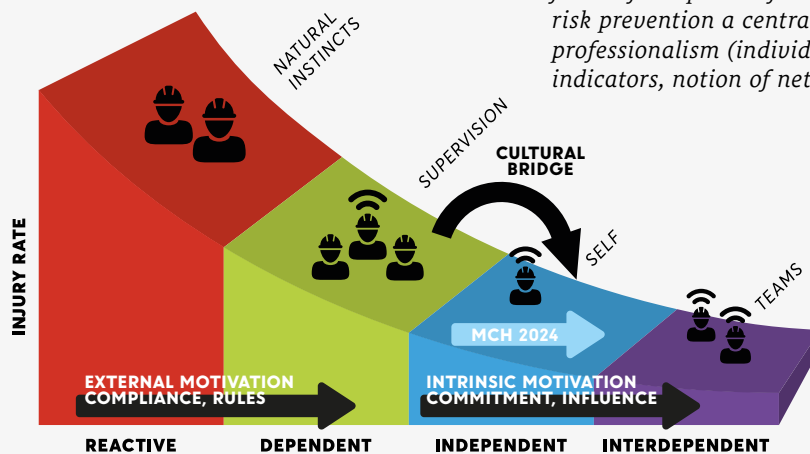 risk prevention a central
professionalism (individ
indicators, notion of net
NATURAL
INSTINCTS
SUPERVISION
CULTURAL
BRIDGE
SELF
TEAMS
INJURY RATE
MCH 2024
EXTERNAL MOTIVATION
COMPLIANCE, RULES
INTRINSIC MOTIVATION
COMMITMENT, INFLUENCE
REACTIVE
DEPENDENT
INDEPENDENT
INTERDEPENDENT